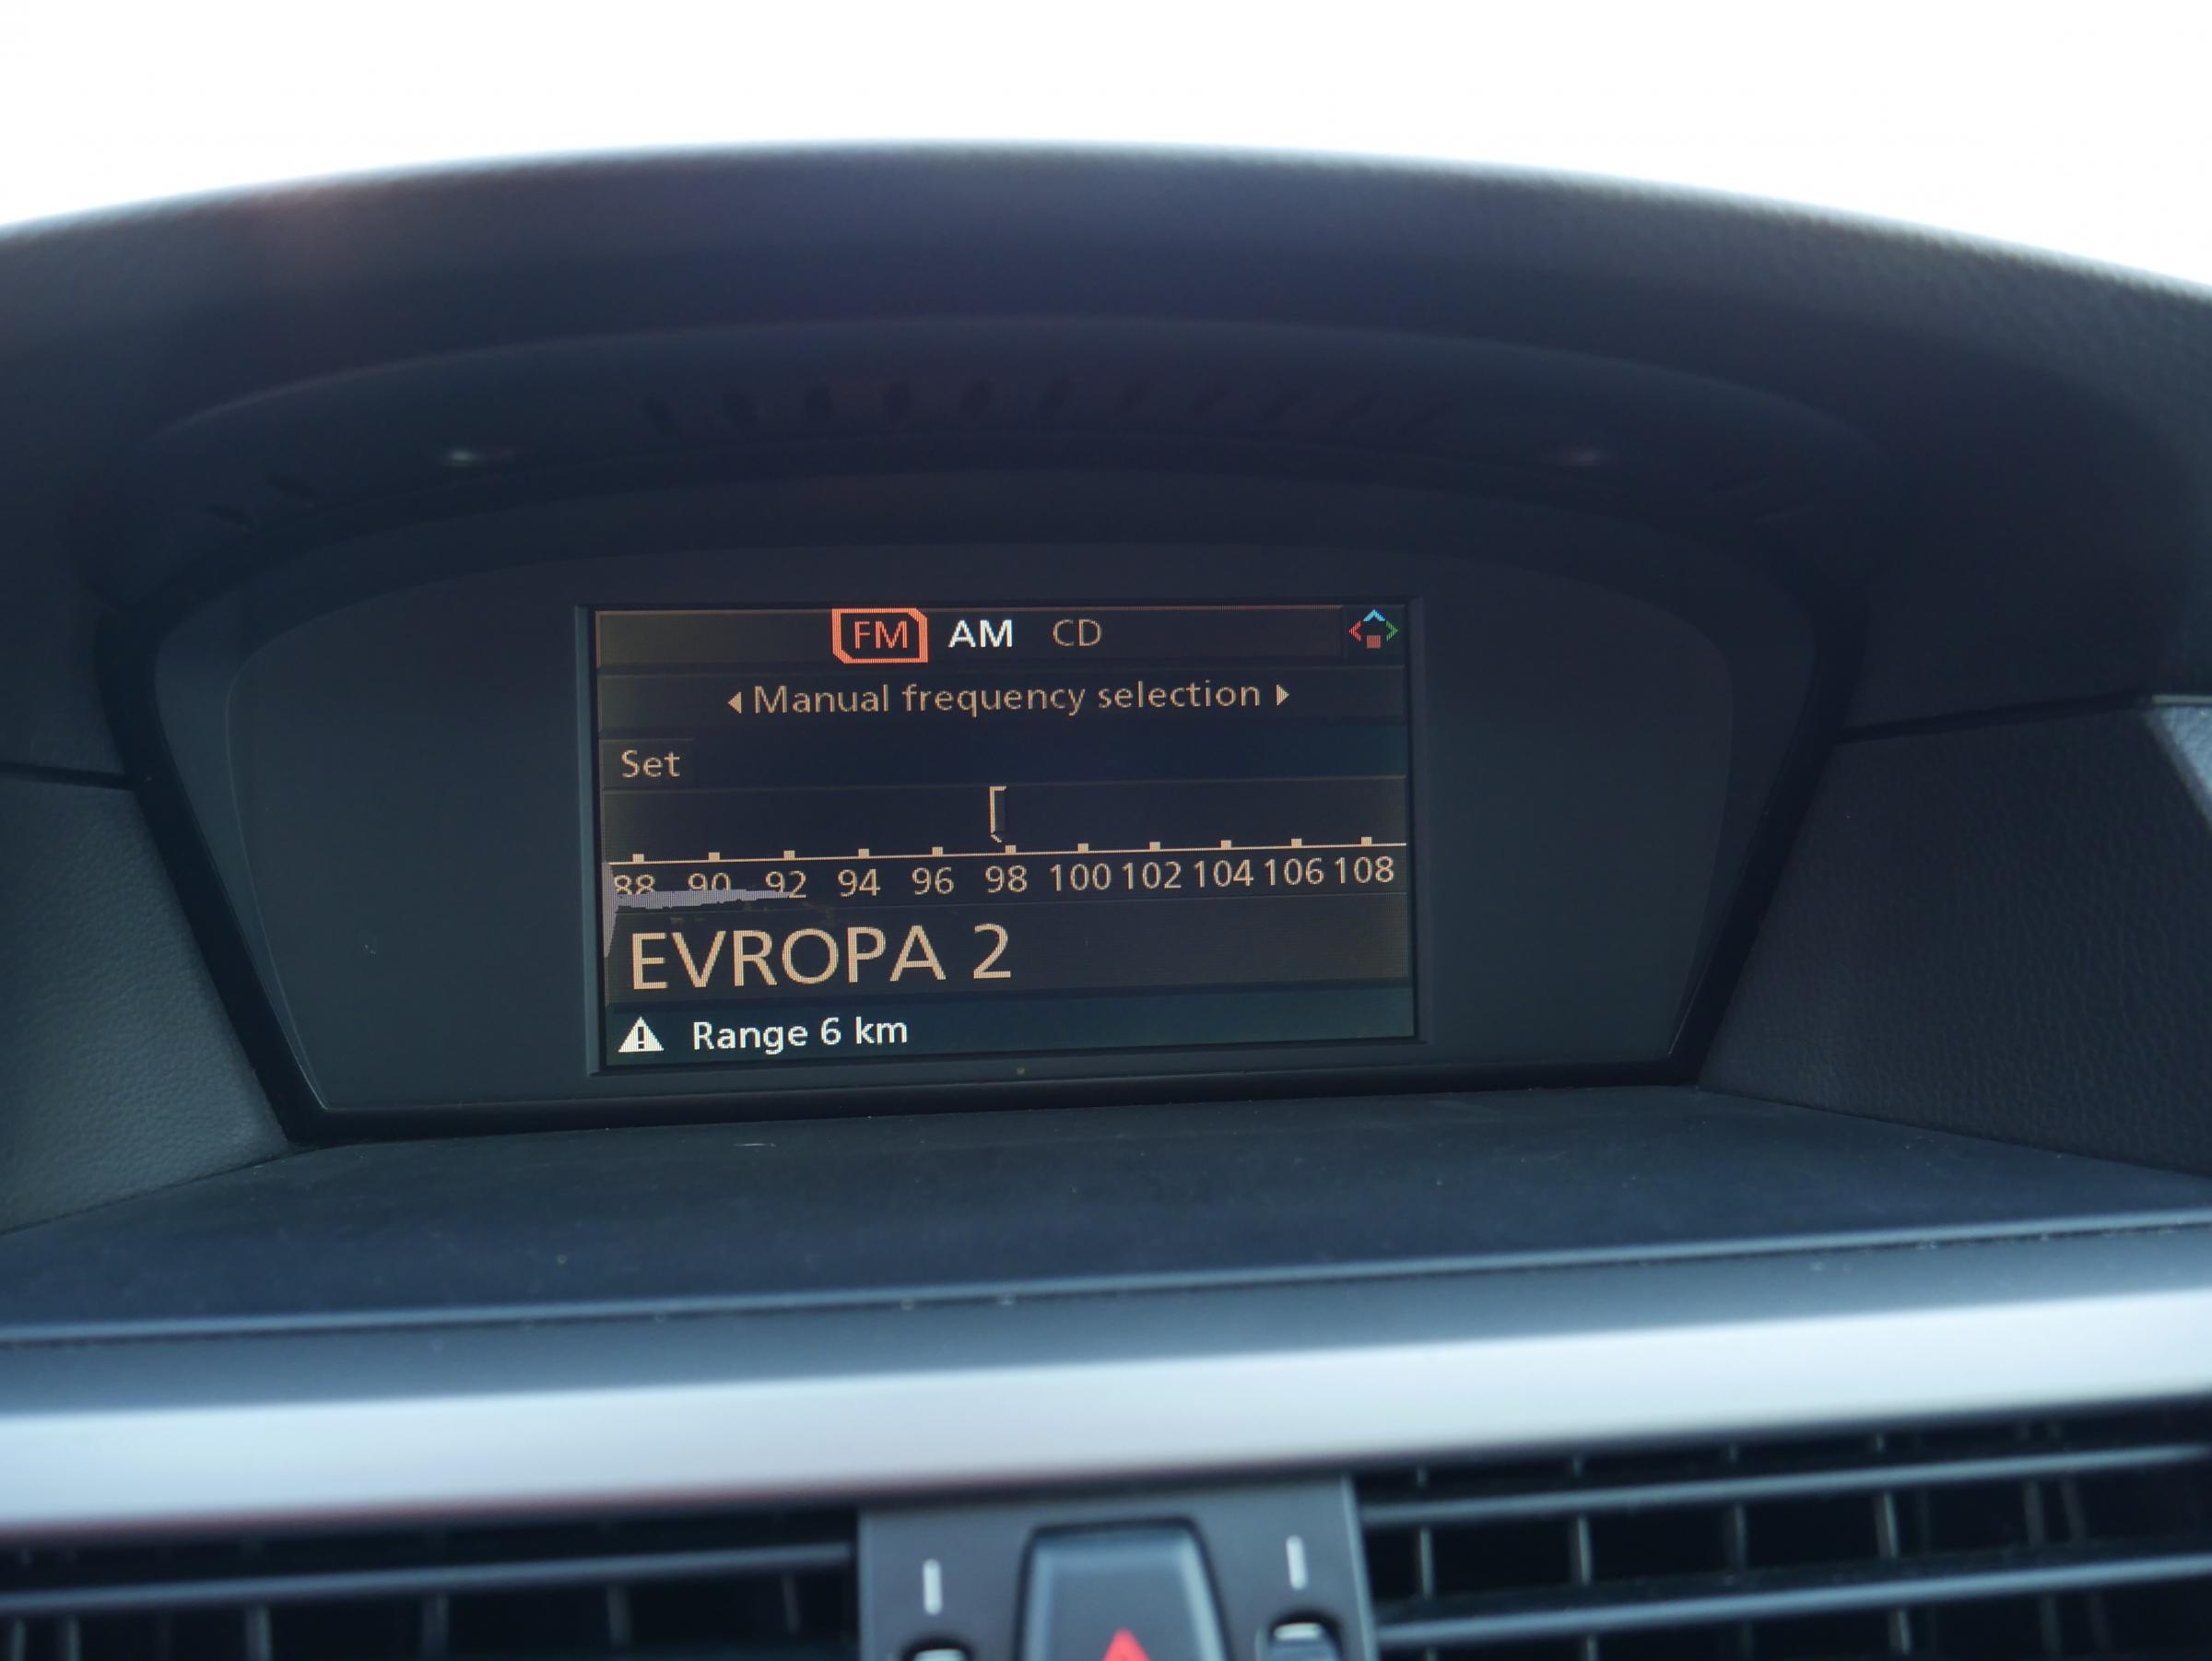 FM AM CD
Manual frequency selection
Set
88 90 92 94 96 98 100 102 104 106 108
EVROPA 2
Range 6 km